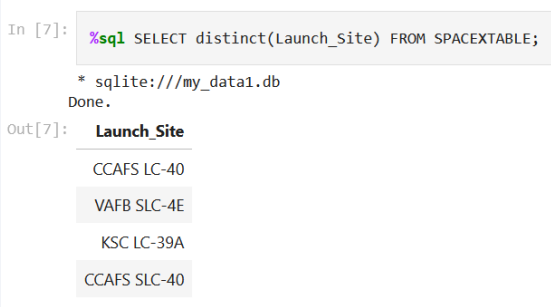 In [7]:
%sql SELECT distinct(Launch_Site) FROM SPACEXTABLE;
* sqlite:///my_data1.db
Done.
Out[7]:
Launch_Site
CCAFS LC-40
VAFB SLC-4E
KSC LC-39A
CCAFS SLC-40